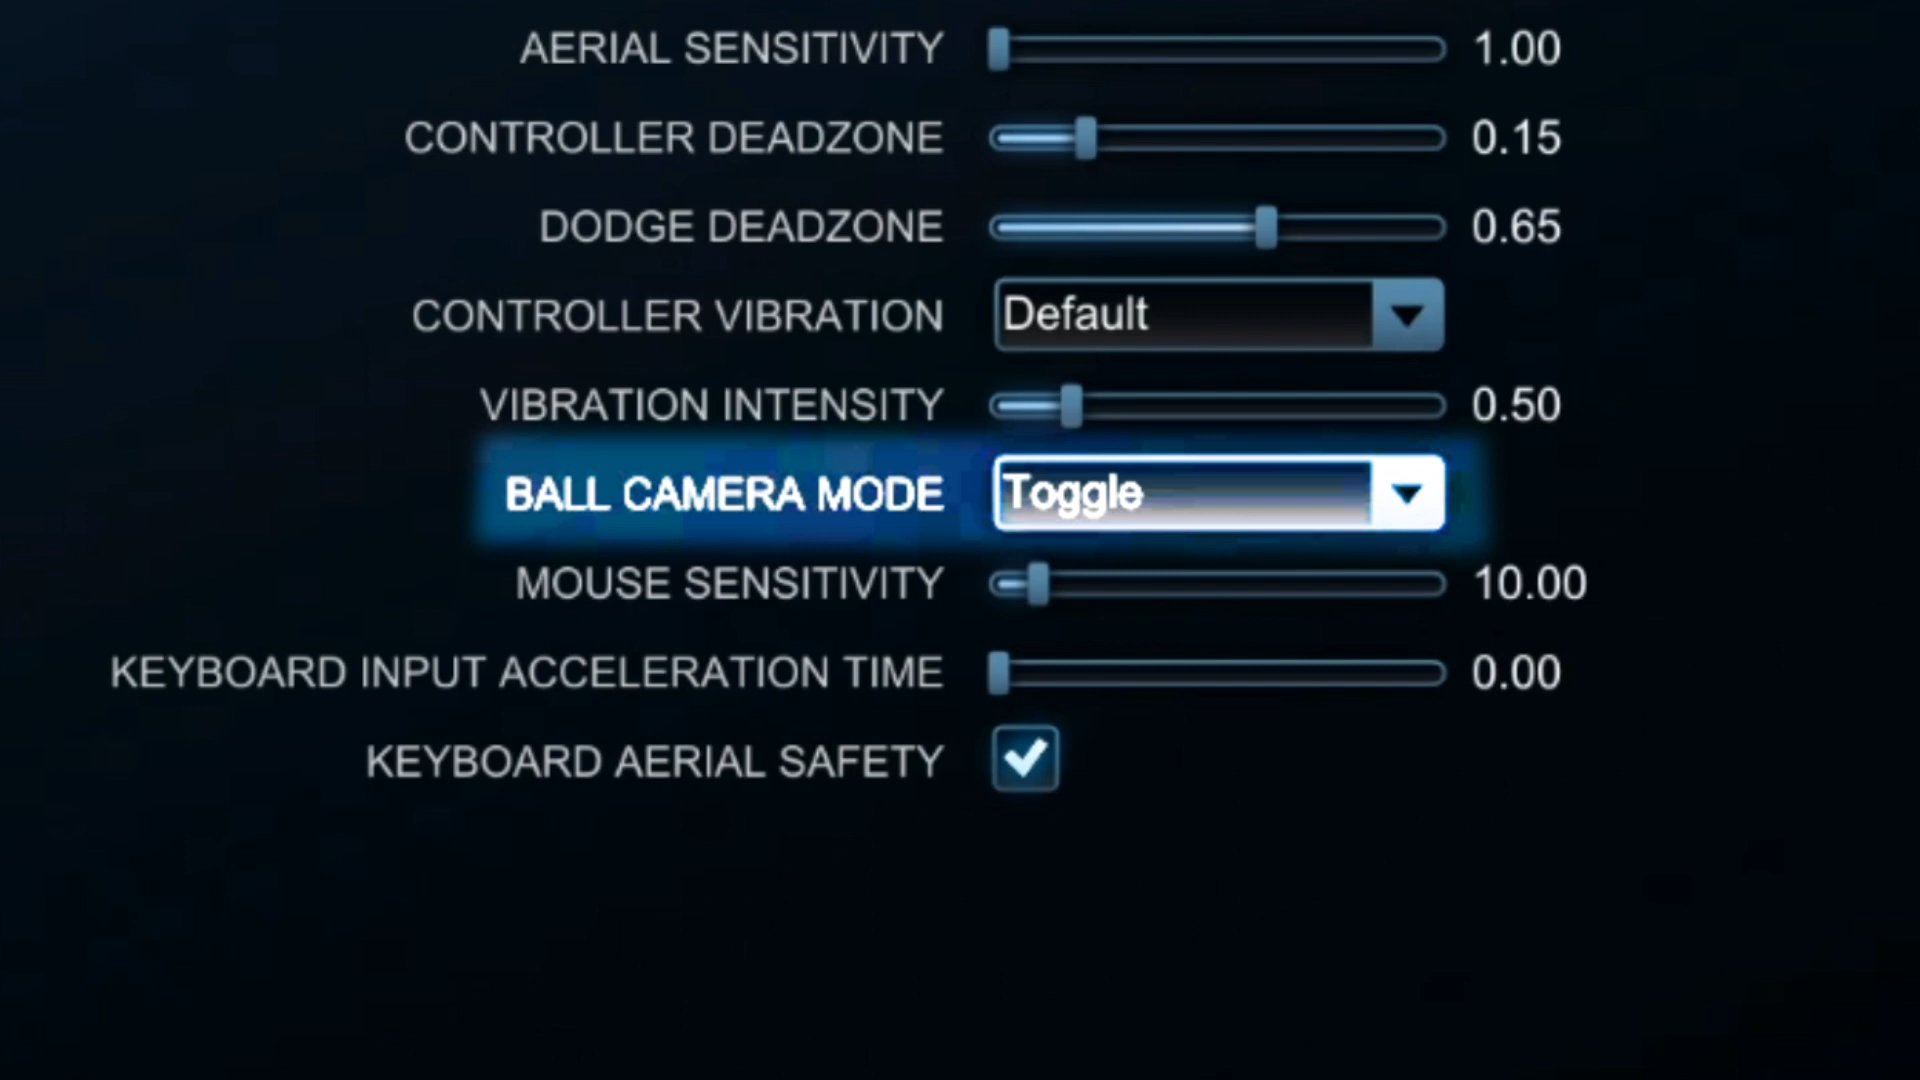 AERIAL SENSITIVITY 1.00
CONTROLLER DEADZONE 0.15
DODGE DEADZONE 0.65
CONTROLLER VIBRATION Default
VIBRATION INTENSITY 0.50
BALL CAMERA MODE Toggle
MOUSE SENSITIVITY 10.00
KEYBOARD INPUT ACCELERATION TIME 0.00
KEYBOARD AERIAL SAFETY